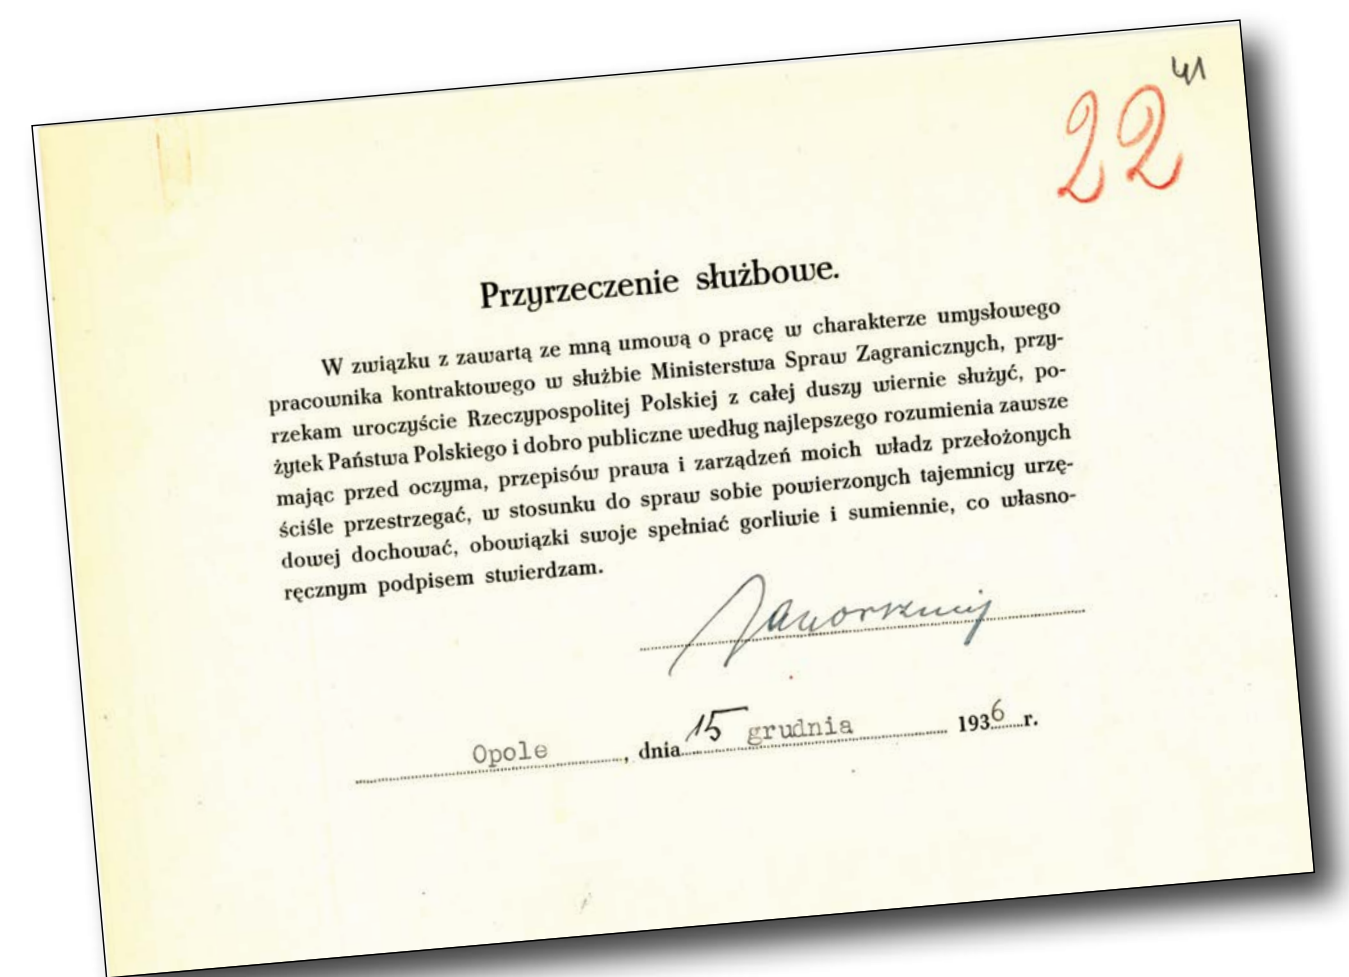 41
22
Przyrzeczenie służbowe.
W związku z zawartą ze mną umową o pracę w charakterze umysłowego
pracownika kontraktowego w służbie Ministerstwa Spraw Zagranicznych, przy-
rzekam uroczyście Rzeczypospolitej Polskiej z całej duszy wiernie służyć, po-
żytek Państwa Polskiego i dobro publiczne według najlepszego rozumienia zawsze
mając przed oczyma, przepisów prawa i zarządzeń moich władz przełożonych
ściśle przestrzegać, w stosunku do spraw sobie powierzonych tajemnicy urzę-
dowej dochować, obowiązki swoje spełniać gorliwie i sumiennie, co własno-
ręcznym podpisem stwierdzam.
Opole, dnia 15 grudnia 1936 r.